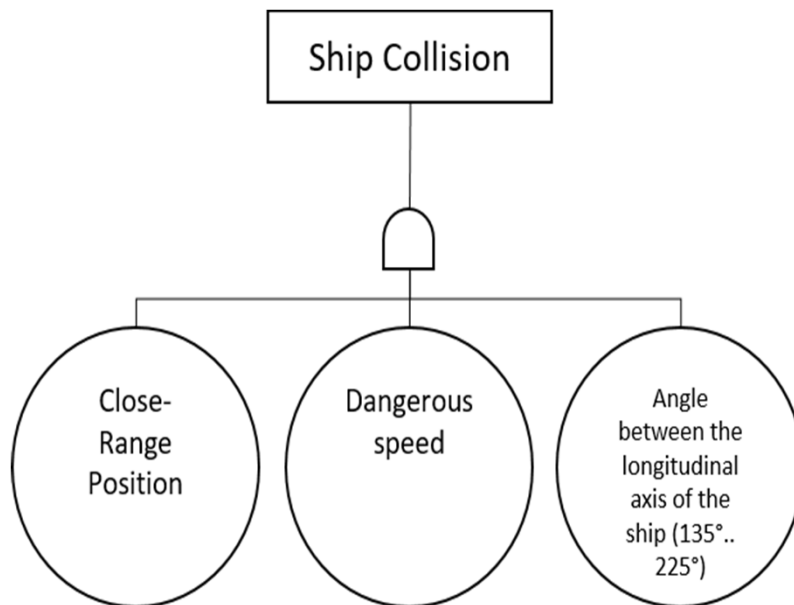 Ship Collision
Close-
Range
Position
Dangerous
speed
Angle
between the
longitudinal
axis of the
ship (135°..
225°)